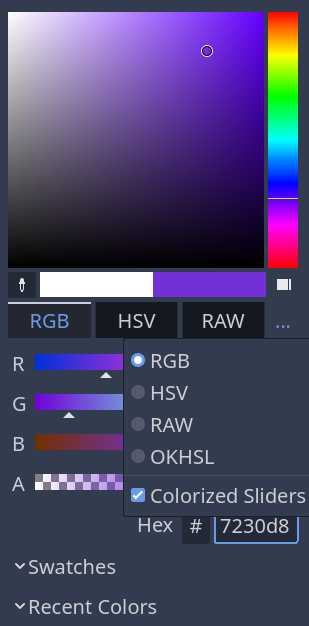 RGB HSV RAW ...
R
G
B
A
RGB
HSV
RAW
OKHSL
Colorized Sliders
Hex # 7230d8
Swatches
Recent Colors